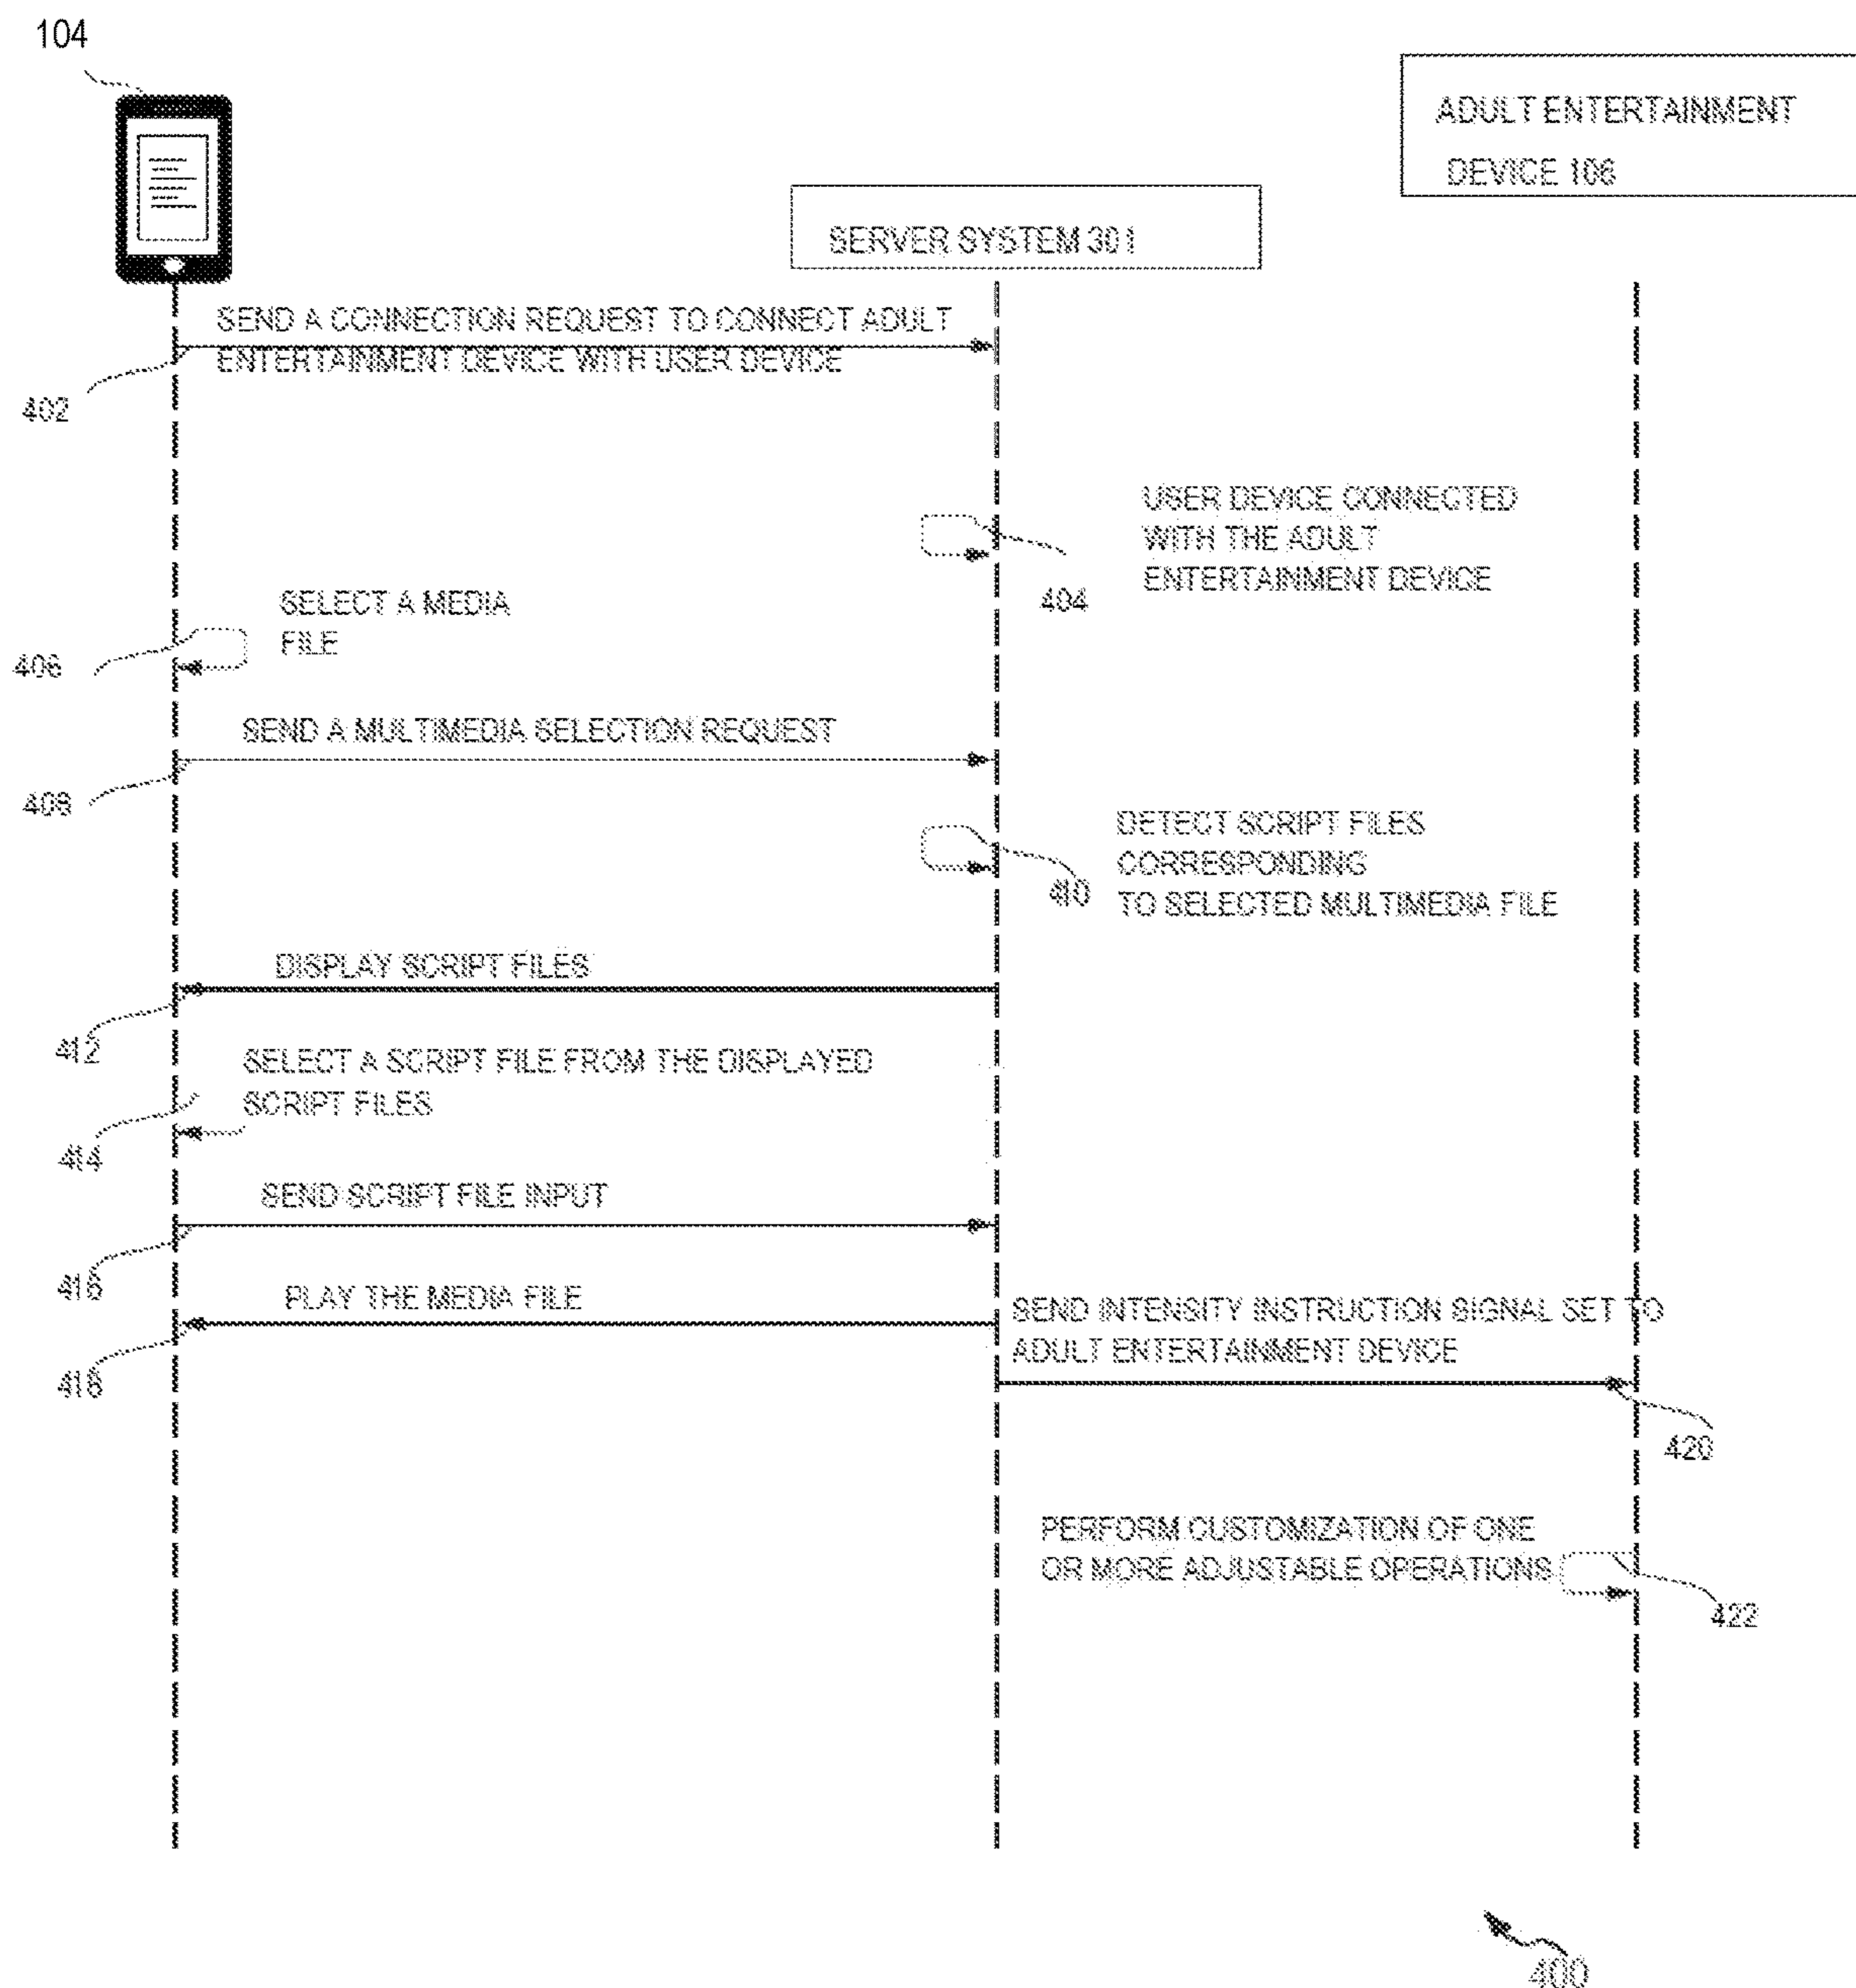 104
ADULT ENTERTAINMENT
DEVICE 106
SERVER SYSTEM 301
SEND A CONNECTION REQUEST TO CONNECT ADULT
ENTERTAINMENT DEVICE WITH USER DEVICE
402
USER DEVICE CONNECTED
WITH THE ADULT
ENTERTAINMENT DEVICE
404
SELECT A MEDIA
FILE
406
SEND A MULTIMEDIA SELECTION REQUEST
408
DETECT SCRIPT FILES
CORRESPONDING
TO SELECTED MULTIMEDIA FILE
410
DISPLAY SCRIPT FILES
412
SELECT A SCRIPT FILE FROM THE DISPLAYED
SCRIPT FILES
414
SEND SCRIPT FILE INPUT
416
PLAY THE MEDIA FILE
418
SEND INTENSITY INSTRUCTION SIGNAL SET TO
ADULT ENTERTAINMENT DEVICE
420
PERFORM CUSTOMIZATION OF ONE
OR MORE ADJUSTABLE OPERATIONS
422
400